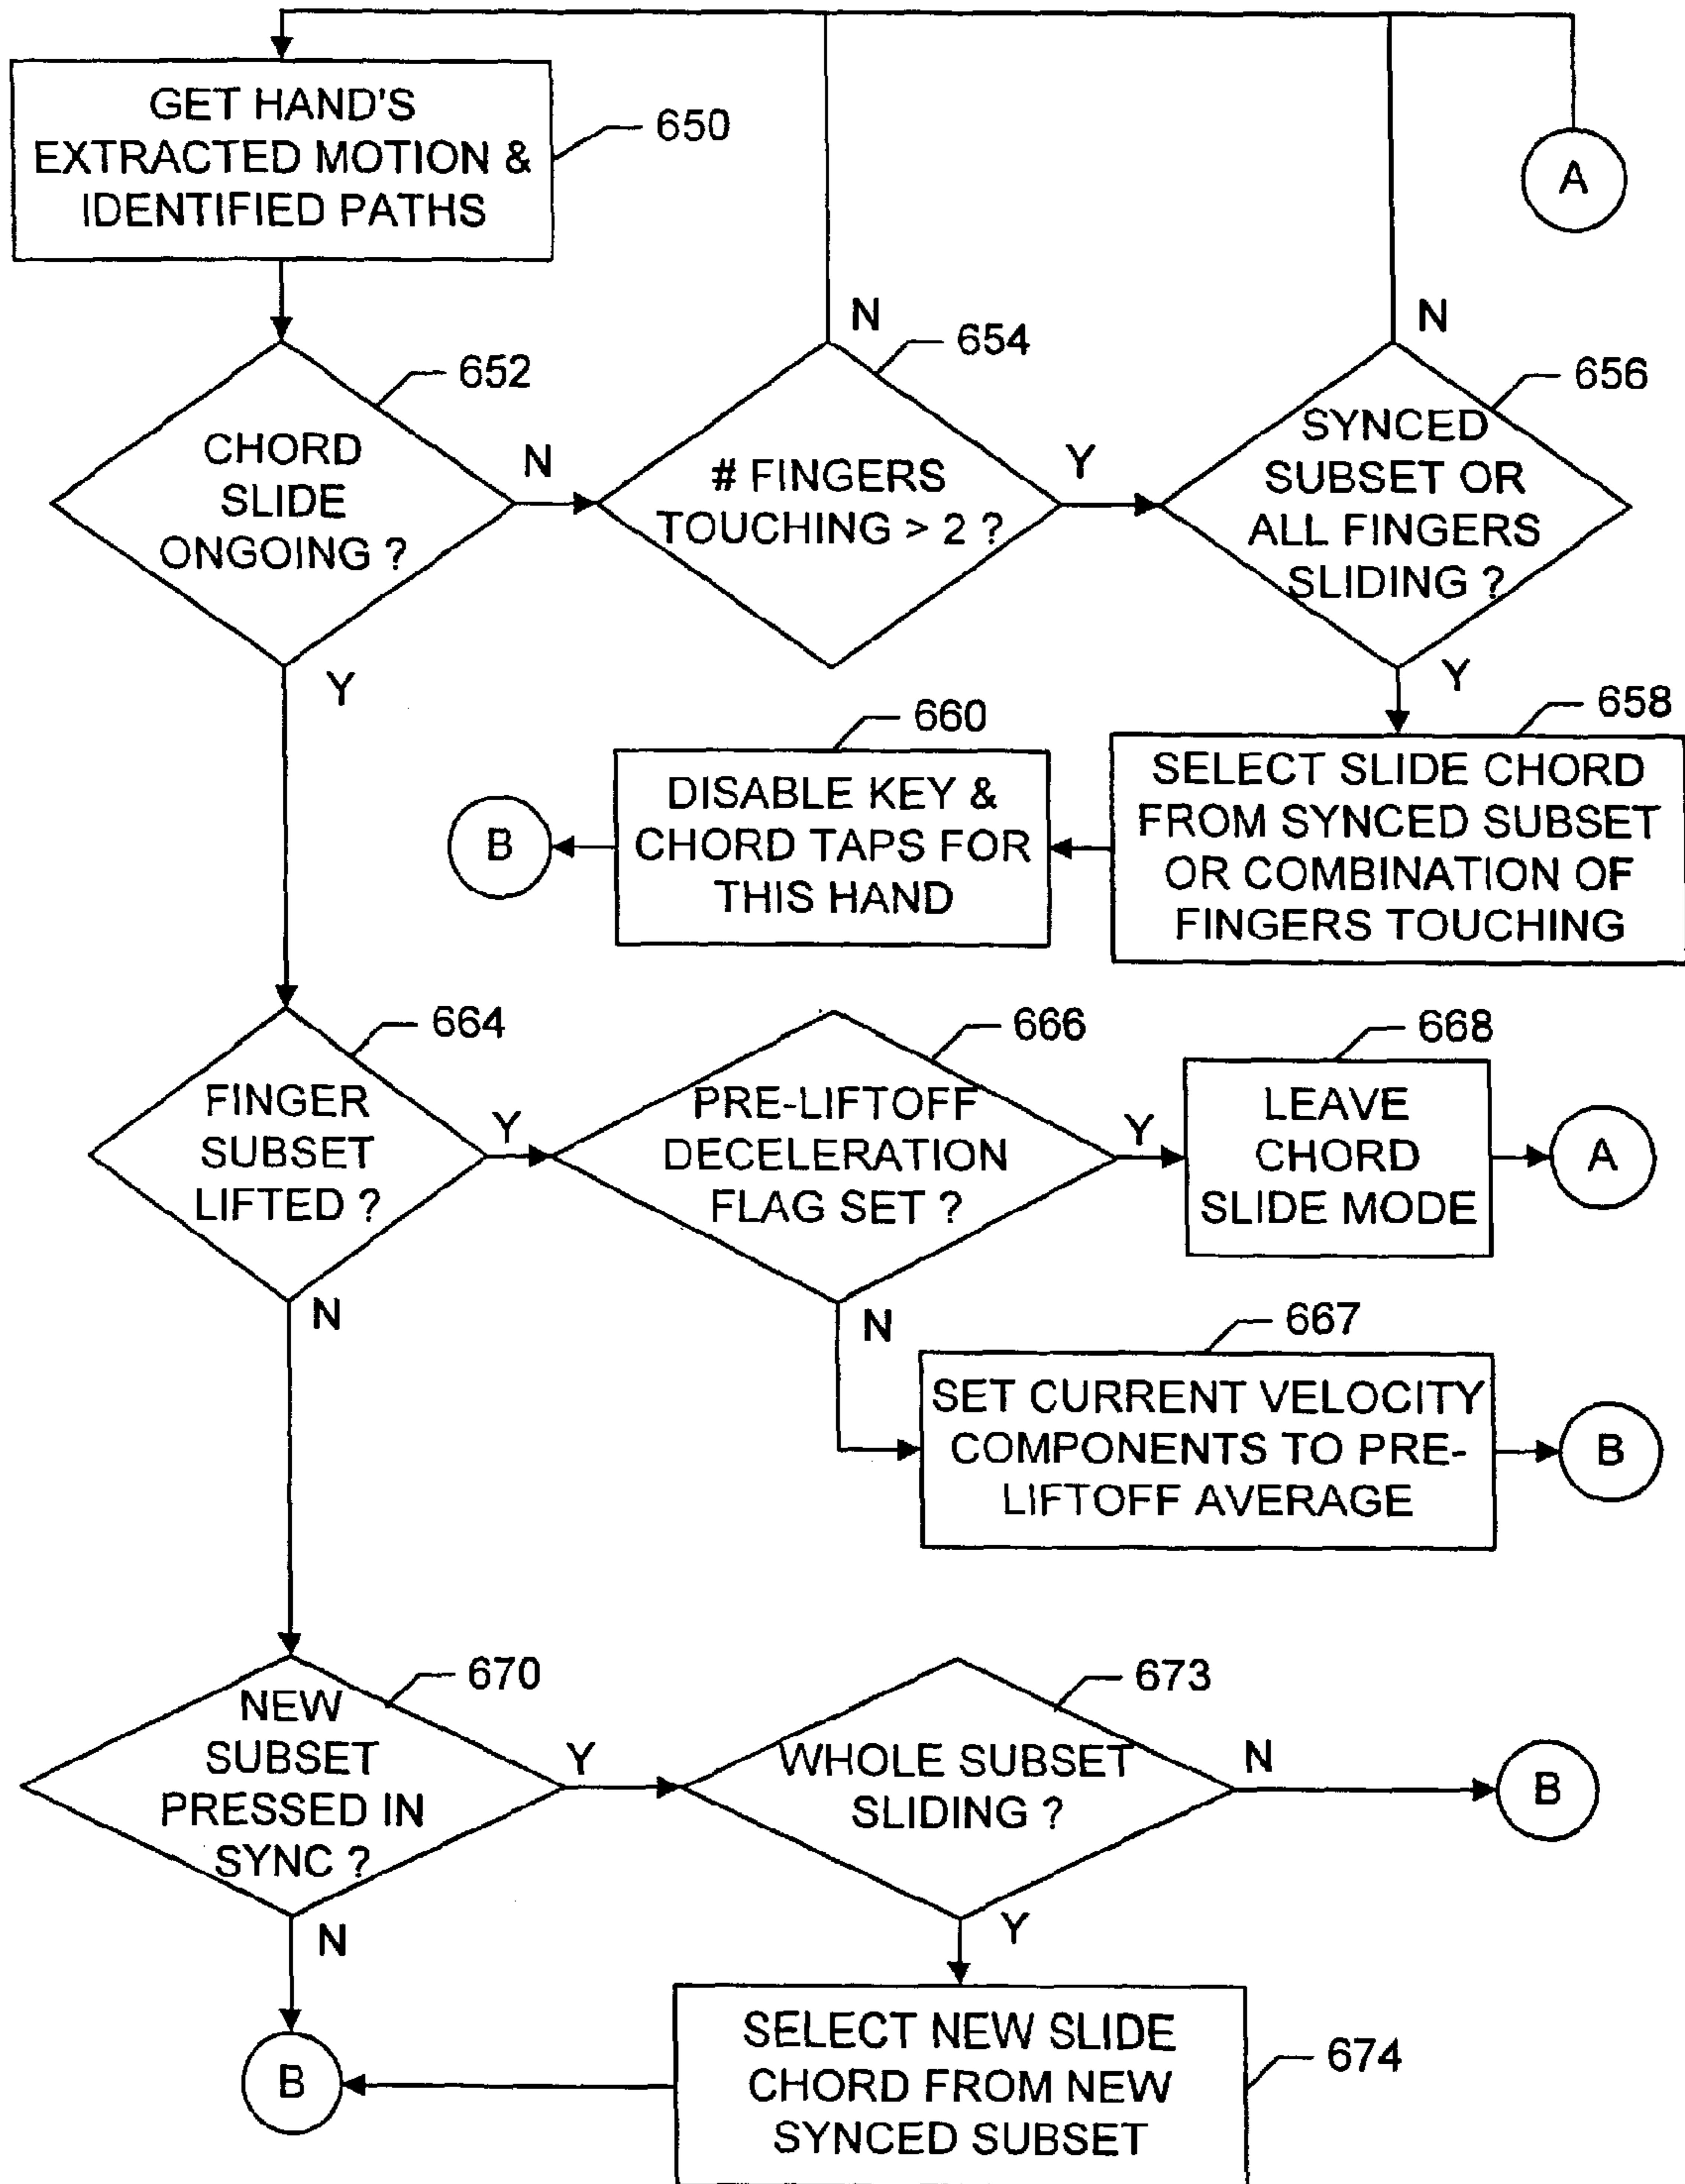 GET HAND'S
EXTRACTED MOTION &
IDENTIFIED PATHS
650
A
CHORD
SLIDE
ONGOING ?
652
N
Y
# FINGERS
TOUCHING > 2 ?
654
N
Y
SYNCED
SUBSET OR
ALL FINGERS
SLIDING ?
656
N
Y
658
SELECT SLIDE CHORD
FROM SYNCED SUBSET
OR COMBINATION OF
FINGERS TOUCHING
660
DISABLE KEY &
CHORD TAPS FOR
THIS HAND
B
664
FINGER
SUBSET
LIFTED ?
Y
N
666
PRE-LIFTOFF
DECELERATION
FLAG SET ?
Y
N
668
LEAVE
CHORD
SLIDE MODE
A
667
SET CURRENT VELOCITY
COMPONENTS TO PRE-
LIFTOFF AVERAGE
B
670
NEW
SUBSET
PRESSED IN
SYNC ?
Y
N
673
WHOLE SUBSET
SLIDING ?
N
B
Y
SELECT NEW SLIDE
CHORD FROM NEW
SYNCED SUBSET
674
B